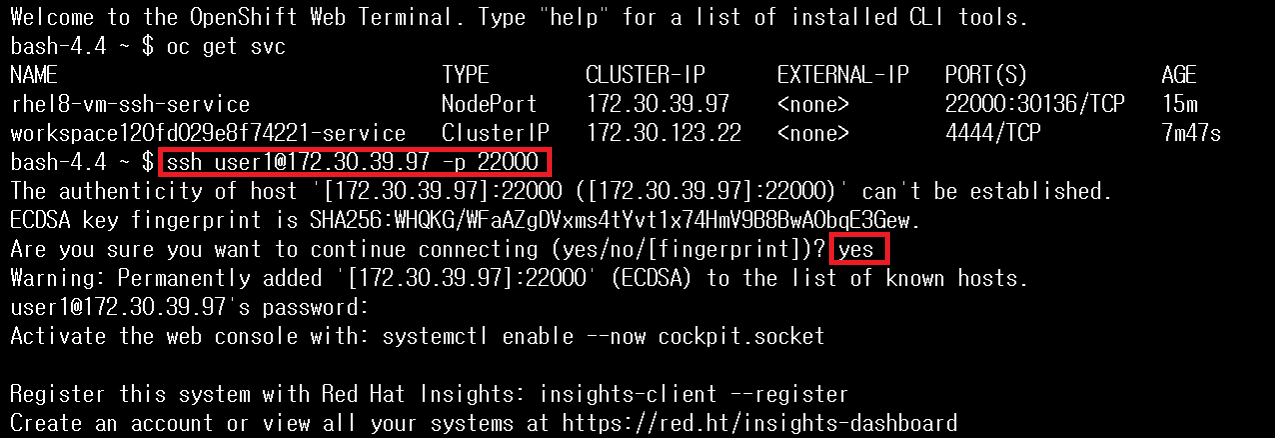 Welcome to the OpenShift Web Terminal. Type "help" for a list of installed CLI tools.
bash-4.4 ~ $ oc get svc
NAME TYPE CLUSTER-IP EXTERNAL-IP PORT(S) AGE
rhel8-vm-ssh-service NodePort 172.30.39.97 <none> 22000:30136/TCP 15m
workspace120fd029e8f74221-service ClusterIP 172.30.123.22 <none> 4444/TCP 7m47s
bash-4.4 ~ $ ssh user1@172.30.39.97 -p 22000
The authenticity of host '[172.30.39.97]:22000 ([172.30.39.97]:22000)' can't be established.
ECDSA key fingerprint is SHA256:WHQKG/WFaAZgDVxms4tYvt1x74HmV9B8BwAObqE3Gew.
Are you sure you want to continue connecting (yes/no/[fingerprint])? yes
Warning: Permanently added '[172.30.39.97]:22000' (ECDSA) to the list of known hosts.
user1@172.30.39.97's password:
Activate the web console with: systemctl enable --now cockpit.socket
Register this system with Red Hat Insights: insights-client --register
Create an account or view all your systems at https://red.ht/insights-dashboard